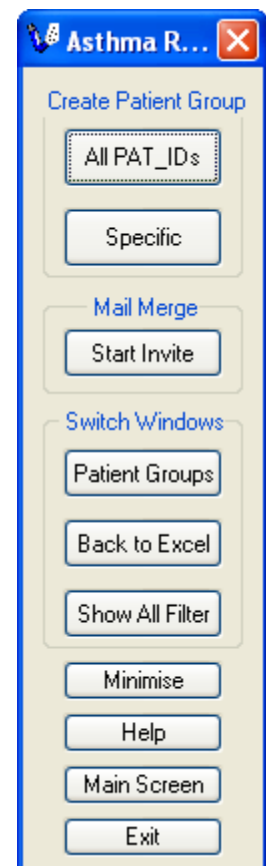 Asthma R...
Create Patient Group
All PAT_IDs
Specific
Mail Merge
Start Invite
Switch Windows
Patient Groups
Back to Excel
Show All Filter
Minimise
Help
Main Screen
Exit